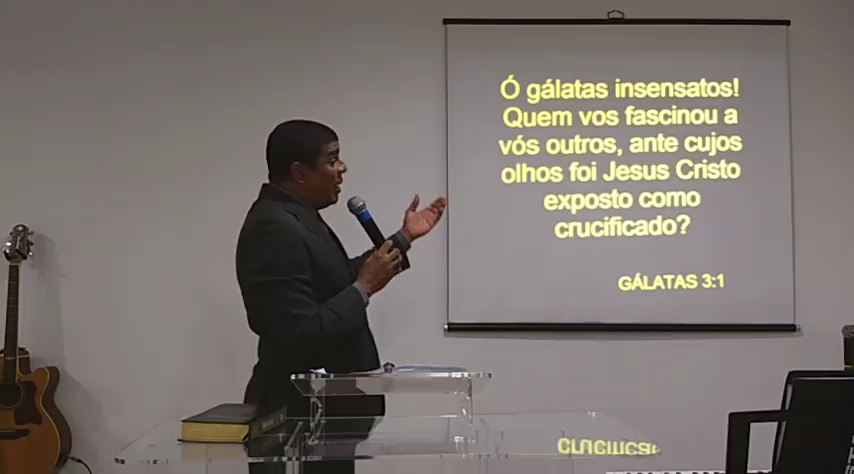 Ó gálatas insensatos!
Quem vos fascinou a
vós outros, ante cujos
olhos foi Jesus Cristo
exposto como
crucificado?
GÁLATAS 3:1